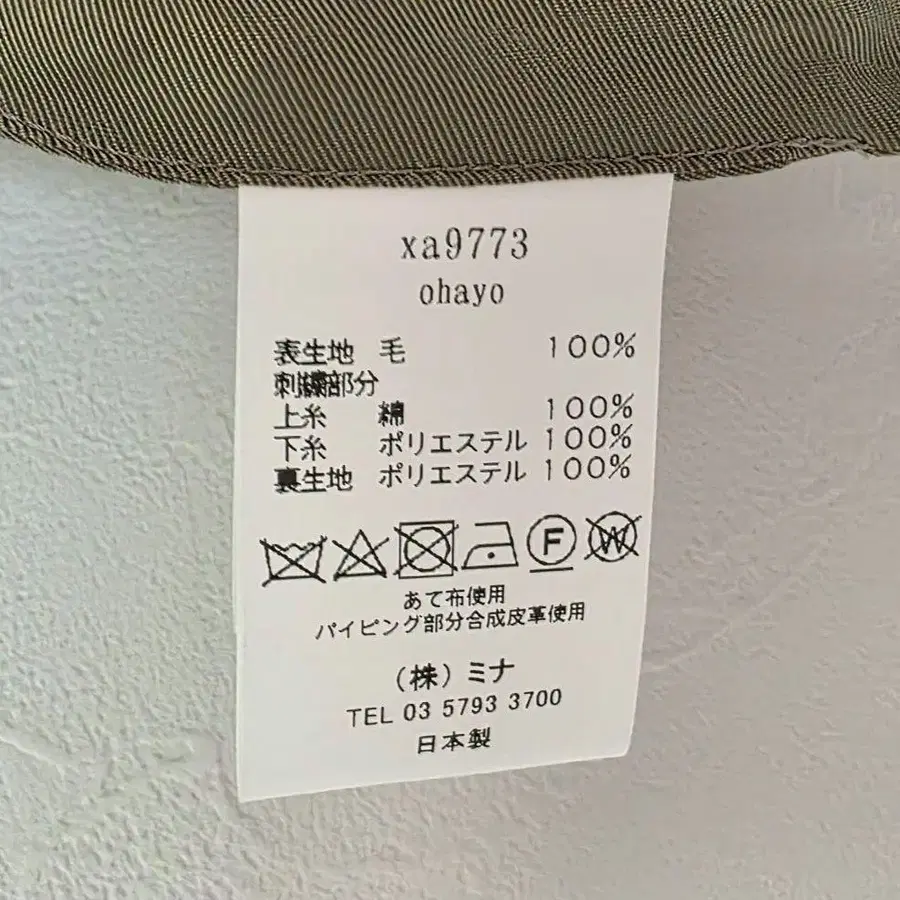 xa9773
ohayo
表生地 毛 100%
刺繍部分
上糸 綿 100%
下糸 ポリエステル 100%
裏生地 ポリエステル 100%
F W
あて布使用
パイピング部分合成皮革使用
（株）ミナ
TEL 03 5793 3700
日本製